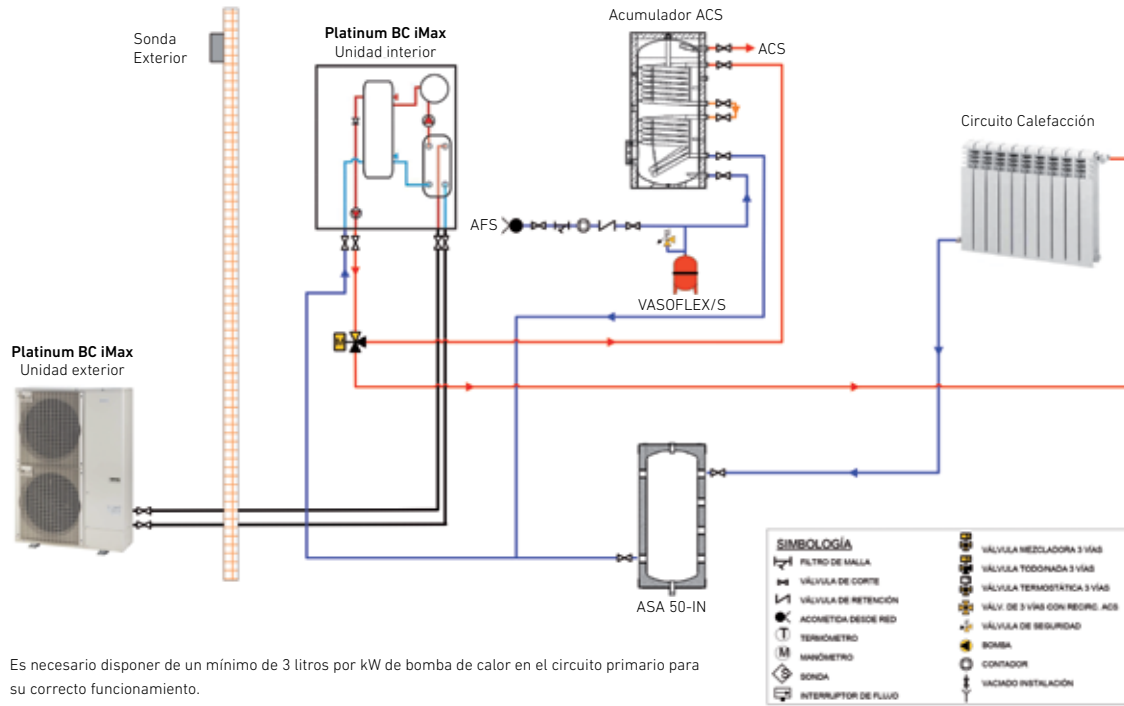 Sonda
Exterior
Platinum BC iMax
Unidad interior
Acumulador ACS
ACS
Circuito Calefacción
AFS
VASOFLEX/S
M
Platinum BC iMax
Unidad exterior
ASA 50-IN
SIMBOLOGÍA
FILTRO DE MALLA
VÁLVULA DE CORTE
VÁLVULA DE RETENCIÓN
ACOMETIDA DESDE RED
T TERMÓMETRO
M MANÓMETRO
S SONDA
INTERRUPTOR DE FLUJO
VÁLVULA MEZCLADORA 3 VÍAS
VÁLVULA TODO/NADA 3 VÍAS
VÁLVULA TERMOSTÁTICA 3 VÍAS
VÁLV. DE 3 VÍAS CON RECIRC. ACS
VÁLVULA DE SEGURIDAD
BOMBA
CONTADOR
VACIADO INSTALACIÓN
Es necesario disponer de un mínimo de 3 litros por kW de bomba de calor en el circuito primario para
su correcto funcionamiento.